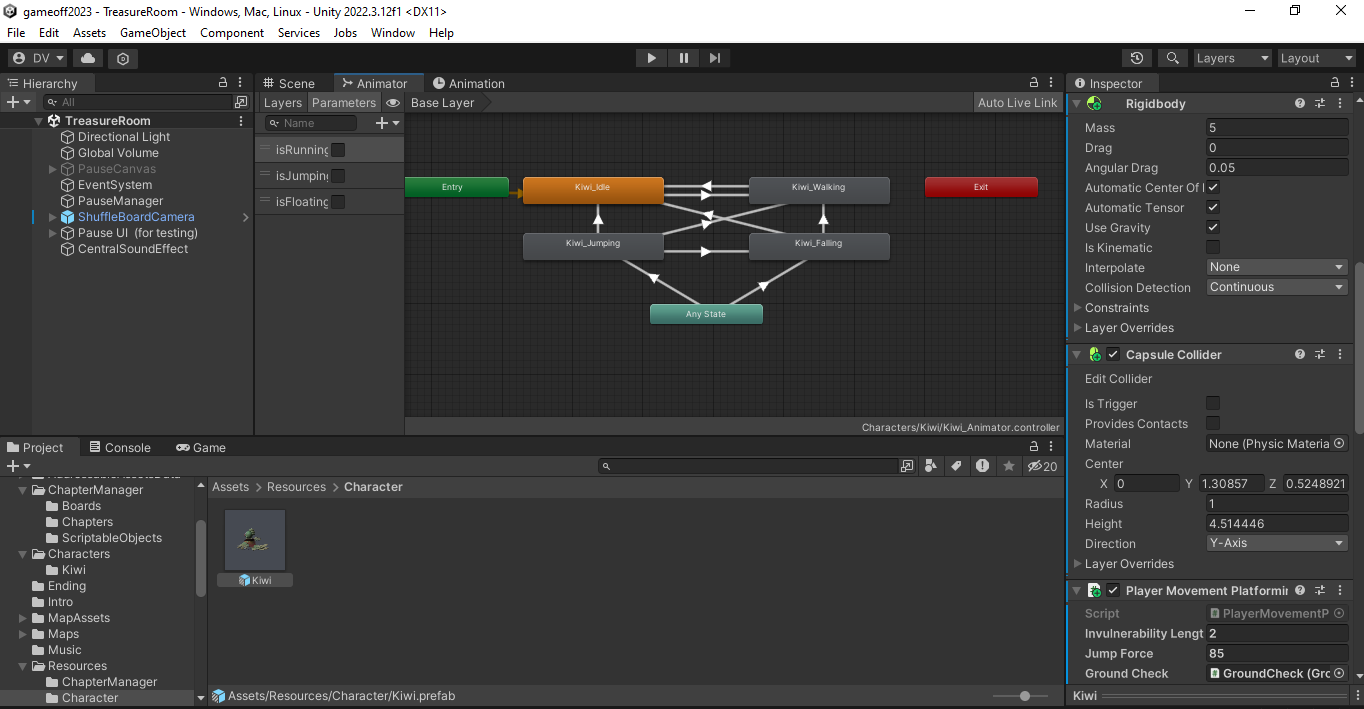 gameoff2023 - TreasureRoom - Windows, Mac, Linux - Unity 2022.3.12f1 <DX11>
File Edit Assets GameObject Component Services Jobs Window Help
DV
Layers
Layout
Hierarchy
All
TreasureRoom
Directional Light
Global Volume
PauseCanvas
EventSystem
PauseManager
ShuffleBoardCamera
Pause UI (for testing)
CentralSoundEffect
Scene
Animator
Animation
Layers Parameters
Base Layer
Auto Live Link
Name
isRunning
isJumping
isFloating
Entry
Kiwi_Idle
Kiwi_Walking
Exit
Kiwi_Jumping
Kiwi_Falling
Any State
Characters/Kiwi/Kiwi_Animator.controller
Inspector
Rigidbody
Mass 5
Drag 0
Angular Drag 0.05
Automatic Center Of
Automatic Tensor
Use Gravity
Is Kinematic
Interpolate None
Collision Detection Continuous
Constraints
Layer Overrides
Capsule Collider
Edit Collider
Is Trigger
Provides Contacts
Material None (Physic Materia
Center
X 0 Y 1.30857 Z 0.5248921
Radius 1
Height 4.514446
Direction Y-Axis
Layer Overrides
Player Movement Platformin
Script PlayerMovementP
Invulnerability Lengt 2
Jump Force 85
Ground Check GroundCheck (Gro
Kiwi
Project
Console
Game
20
ChapterManager
Boards
Chapters
ScriptableObjects
Characters
Kiwi
Ending
Intro
MapAssets
Maps
Music
Resources
ChapterManager
Character
Assets > Resources > Character
Kiwi
Assets/Resources/Character/Kiwi.prefab